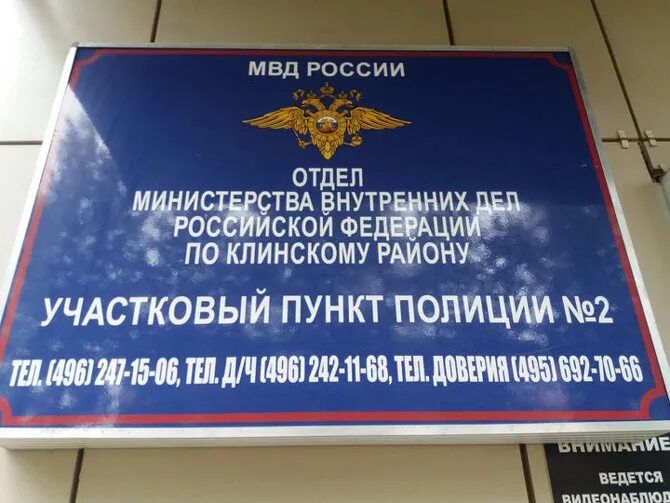 МВД РОССИИ
ОТДЕЛ
МИНИСТЕРСТВА ВНУТРЕННИХ ДЕЛ
РОССИЙСКОЙ ФЕДЕРАЦИИ
ПО КЛИНСКОМУ РАЙОНУ
УЧАСТКОВЫЙ ПУНКТ ПОЛИЦИИ №2
ТЕЛ. (496) 247-15-06, ТЕЛ. Д/Ч (496) 242-11-68, ТЕЛ. ДОВЕРИЯ (495) 692-70-66
ВНИМАНИЕ
ВЕДЕТСЯ